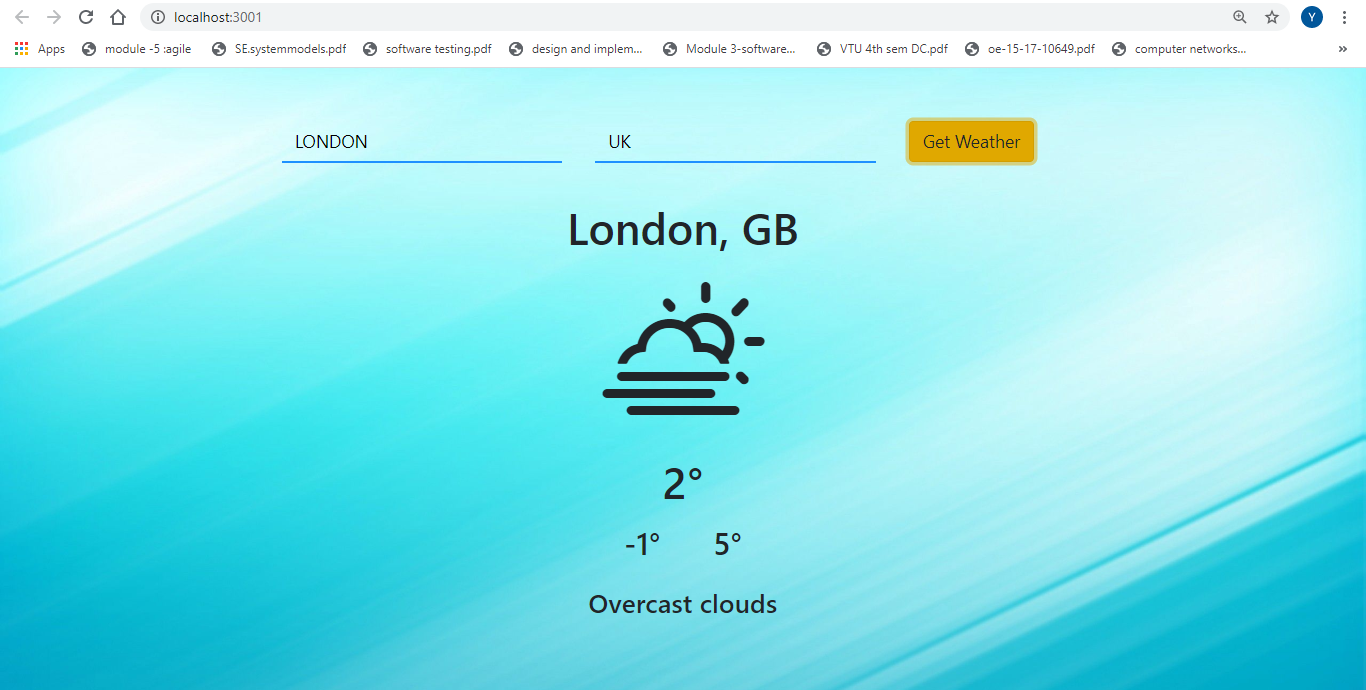 localhost:3001
Y
Apps module -5 :agile SE.systemmodels.pdf software testing.pdf design and implem... Module 3-software... VTU 4th sem DC.pdf oe-15-17-10649.pdf computer networks... »
LONDON UK Get Weather
London, GB
2°
-1° 5°
Overcast clouds